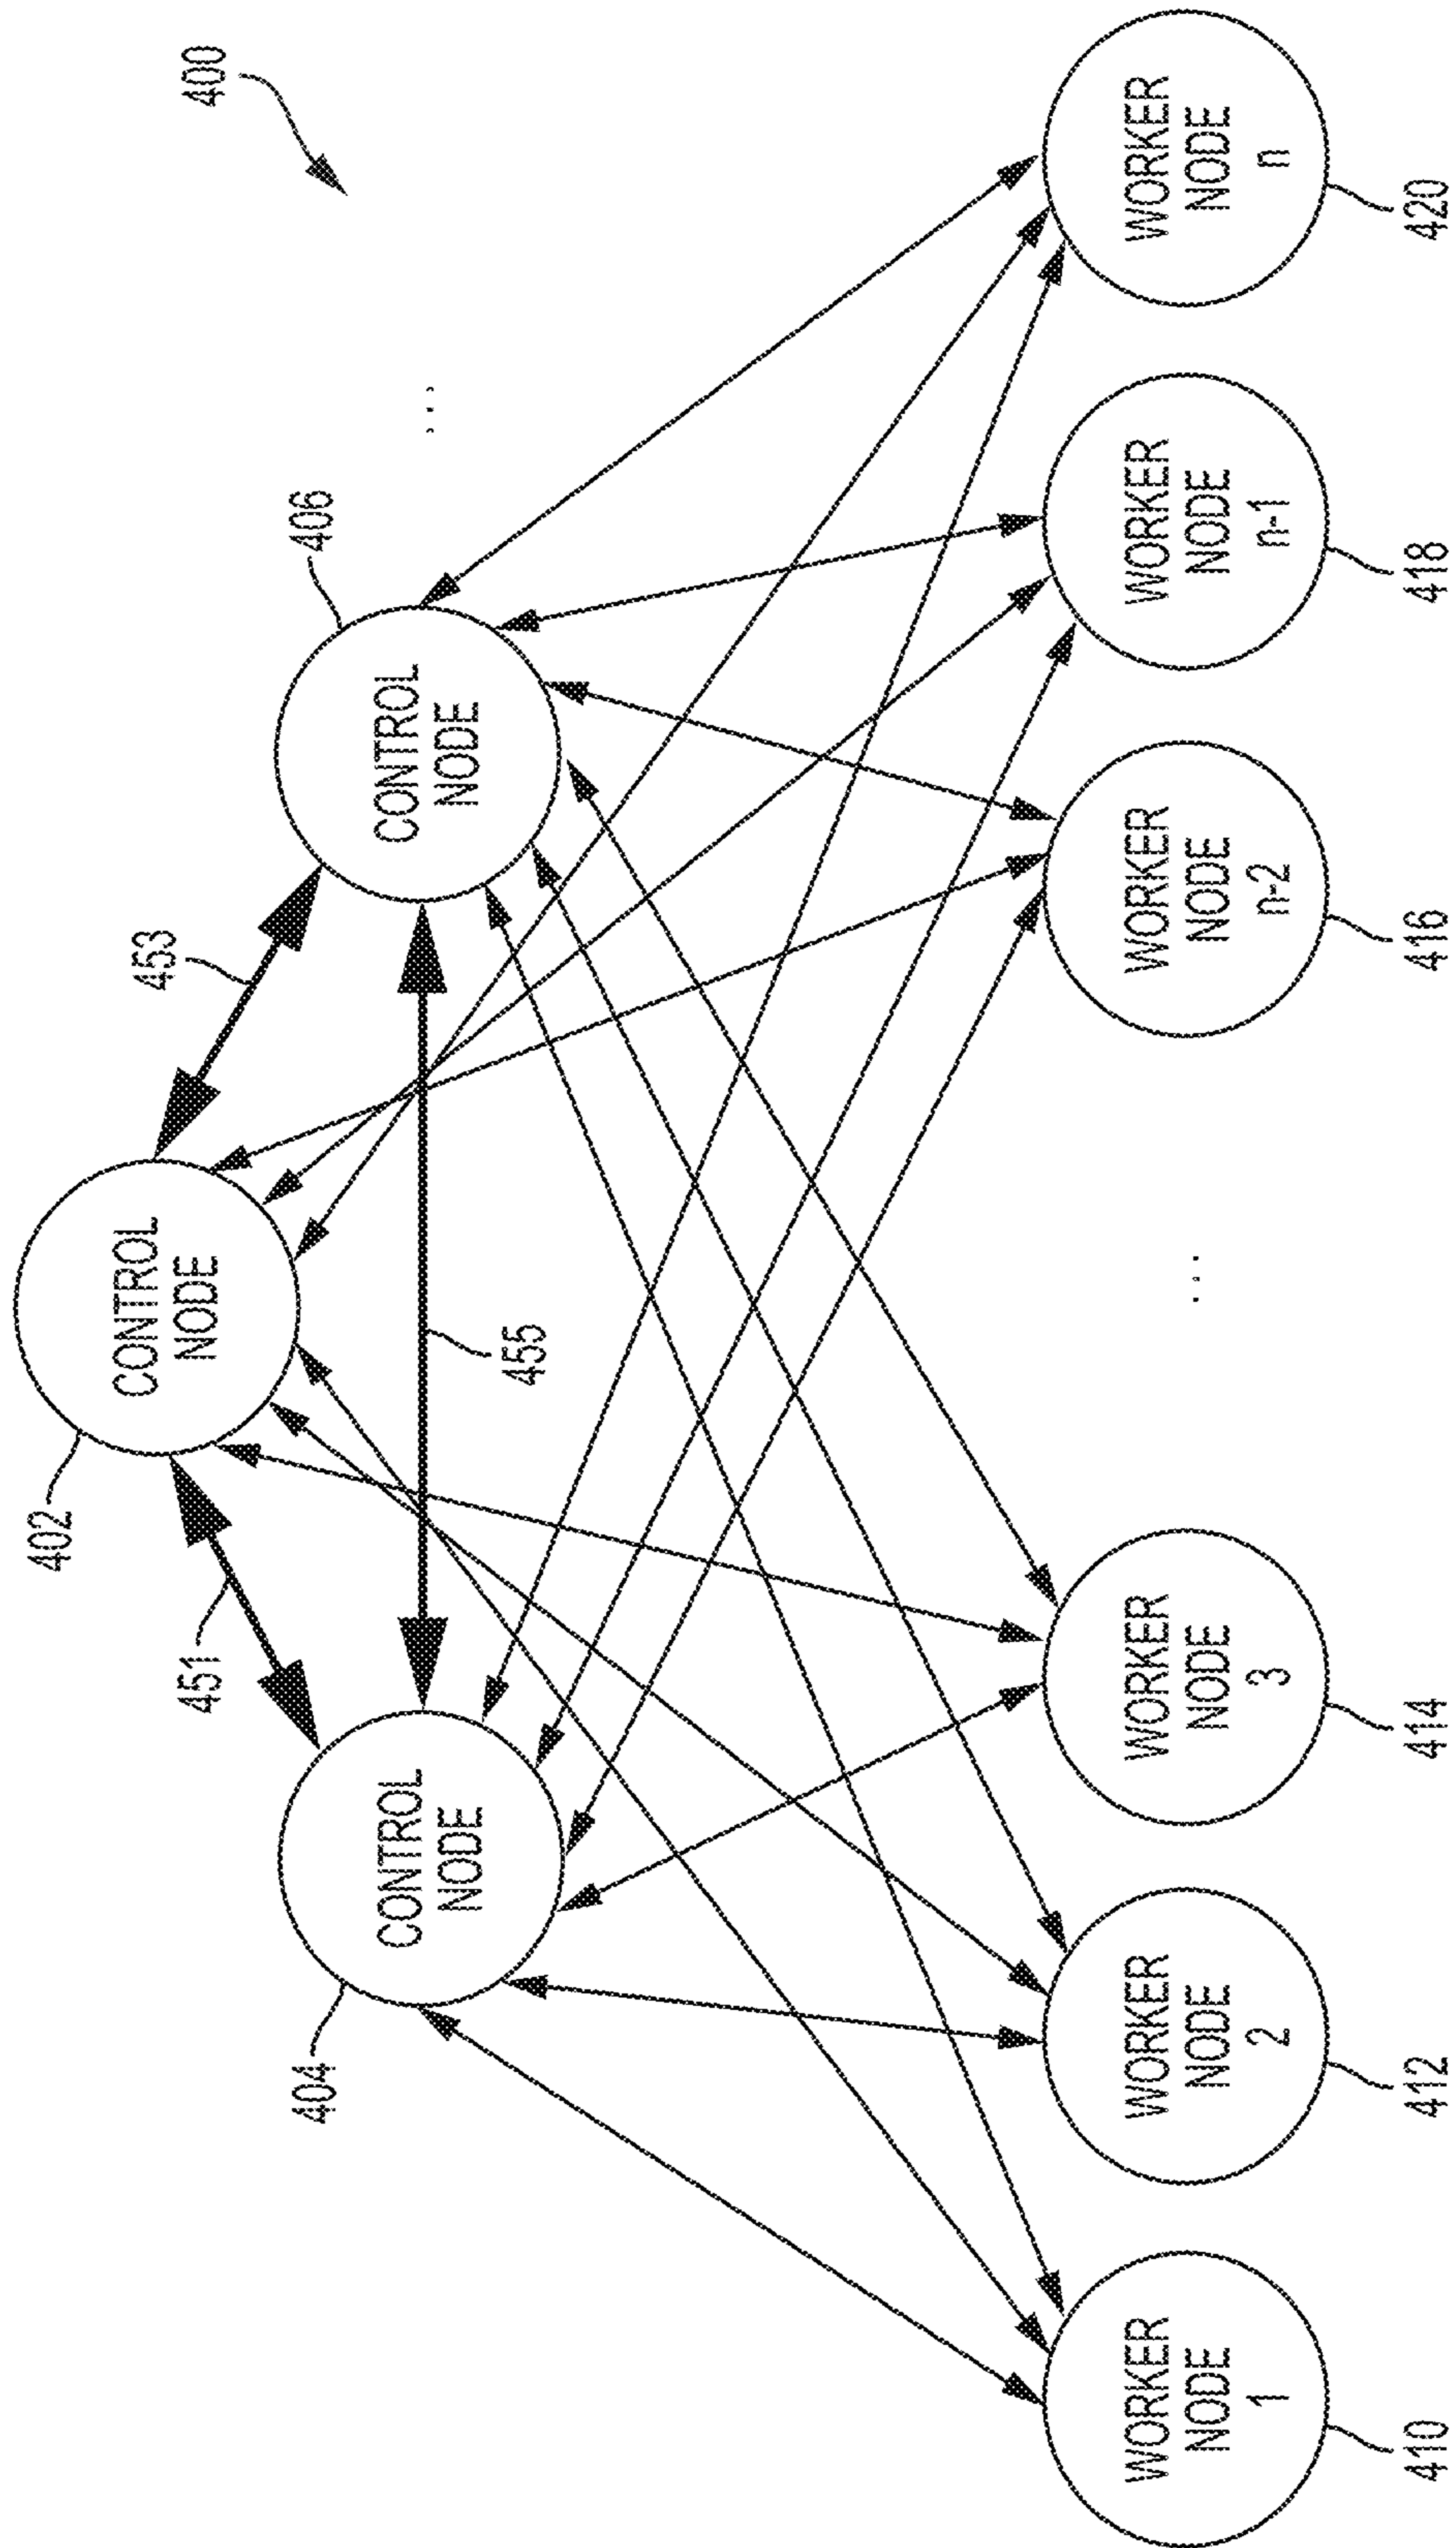 400
402
CONTROL
NODE
451
453
404
CONTROL
NODE
406
CONTROL
NODE
...
455
WORKER
NODE
1
WORKER
NODE
2
WORKER
NODE
3
...
WORKER
NODE
n-2
WORKER
NODE
n-1
WORKER
NODE
n
410
412
414
416
418
420